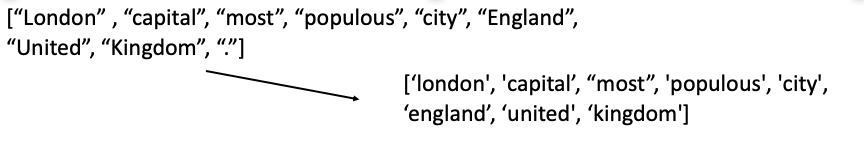 [“London” , “capital”, “most”, “populous”, “city”, “England”,
“United”, “Kingdom”, “.”]
[‘london', 'capital’, “most”, 'populous', 'city',
‘england’, ‘united', ‘kingdom']